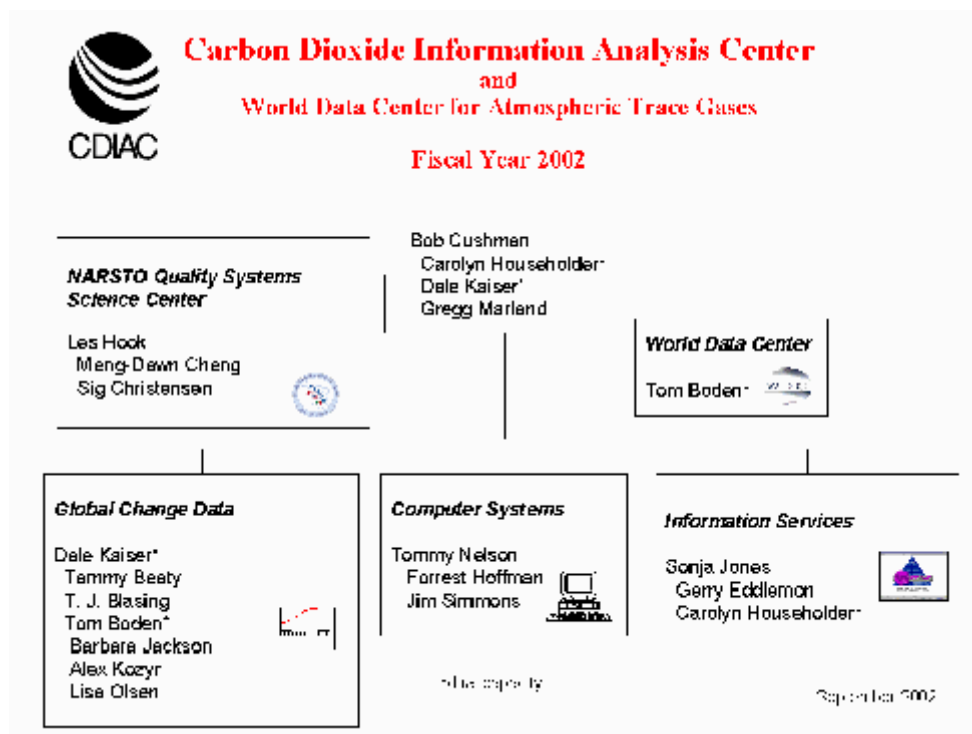 CDIAC
Carbon Dioxide Information Analysis Center
and
World Data Center for Atmospheric Trace Gases
Fiscal Year 2002
Bob Cushman
Carolyn Householder*
Dale Kaiser*
Gregg Marland
NARSTO Quality Systems
Science Center
Les Hook
Meng-Dawn Cheng
Sig Christensen
World Data Center
Tom Boden*
Global Change Data
Dale Kaiser*
Tammy Beaty
T. J. Blasing
Tom Boden*
Barbara Jackson
Alex Kozyr
Lisa Olsen
Computer Systems
Tommy Nelson
Forrest Hoffman
Jim Simmons
Information Services
Sonja Jones
Gerry Eddlemon
Carolyn Householder*
capacity
September 2002